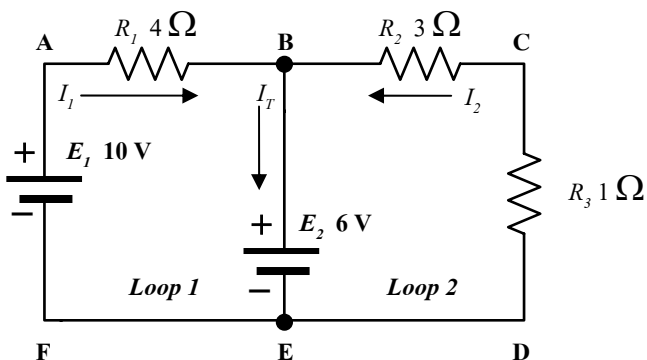 R1 4 Ω R2 3 Ω
A B C
I1 IT I2
+ E1 10 V
−
R3 1 Ω
+ E2 6 V
−
Loop 1 Loop 2
F E D